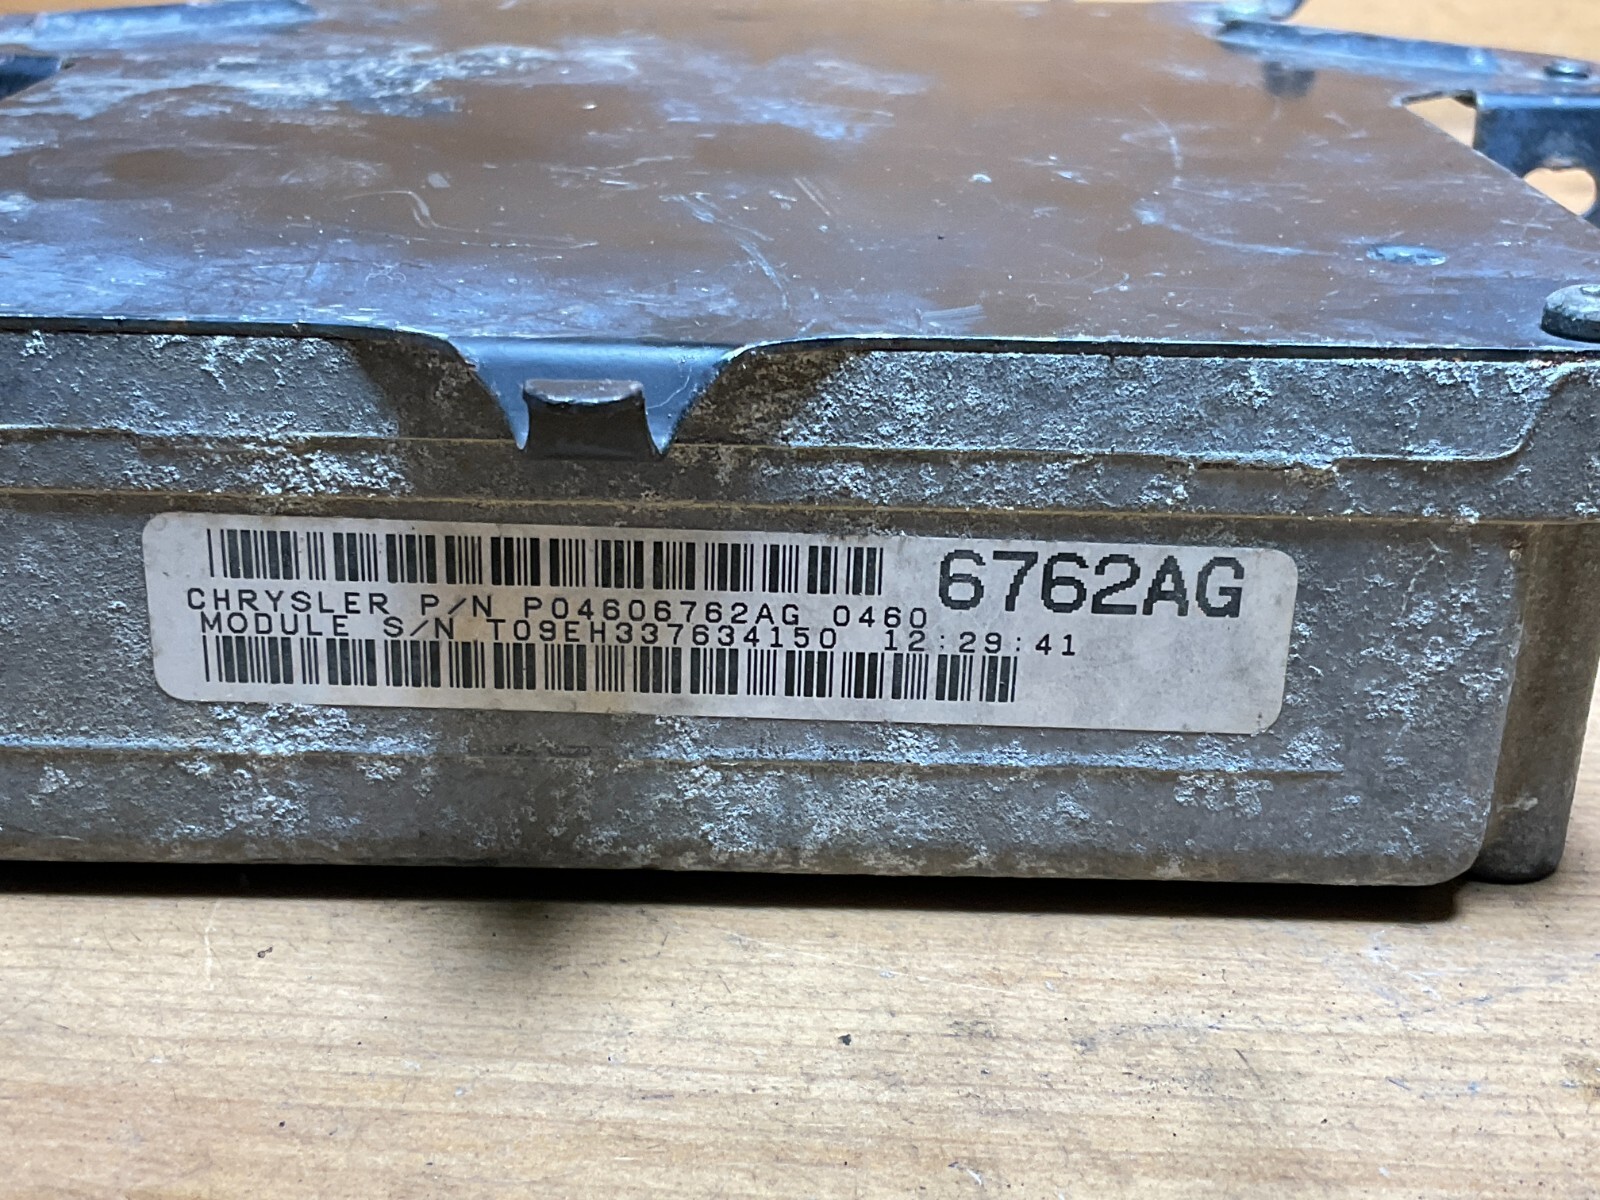 6762AG
CHRYSLER P/N P04606762AG 0460
MODULE S/N T09EH337634150 12:29:41